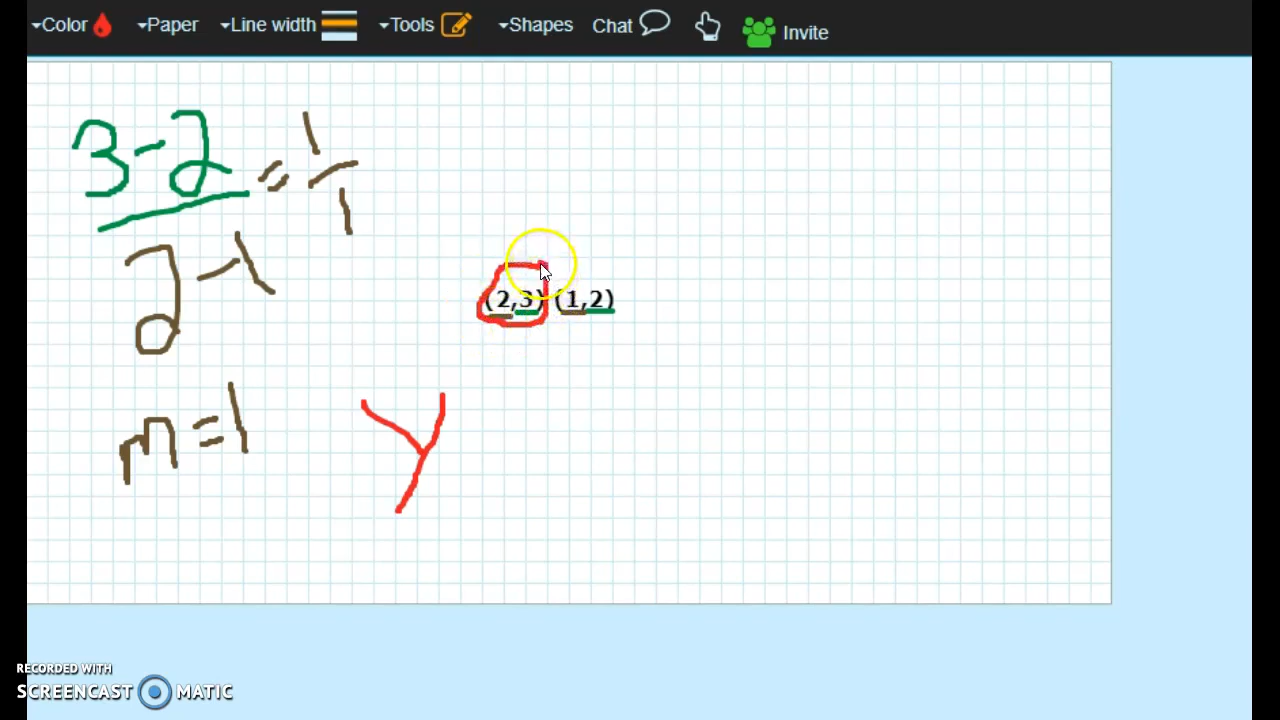 Color Paper Line width Tools Shapes Chat Invite
3-2 = 1
2-1 1
(2,3) (1,2)
m=1
y
RECORDED WITH
SCREENCAST MATIC